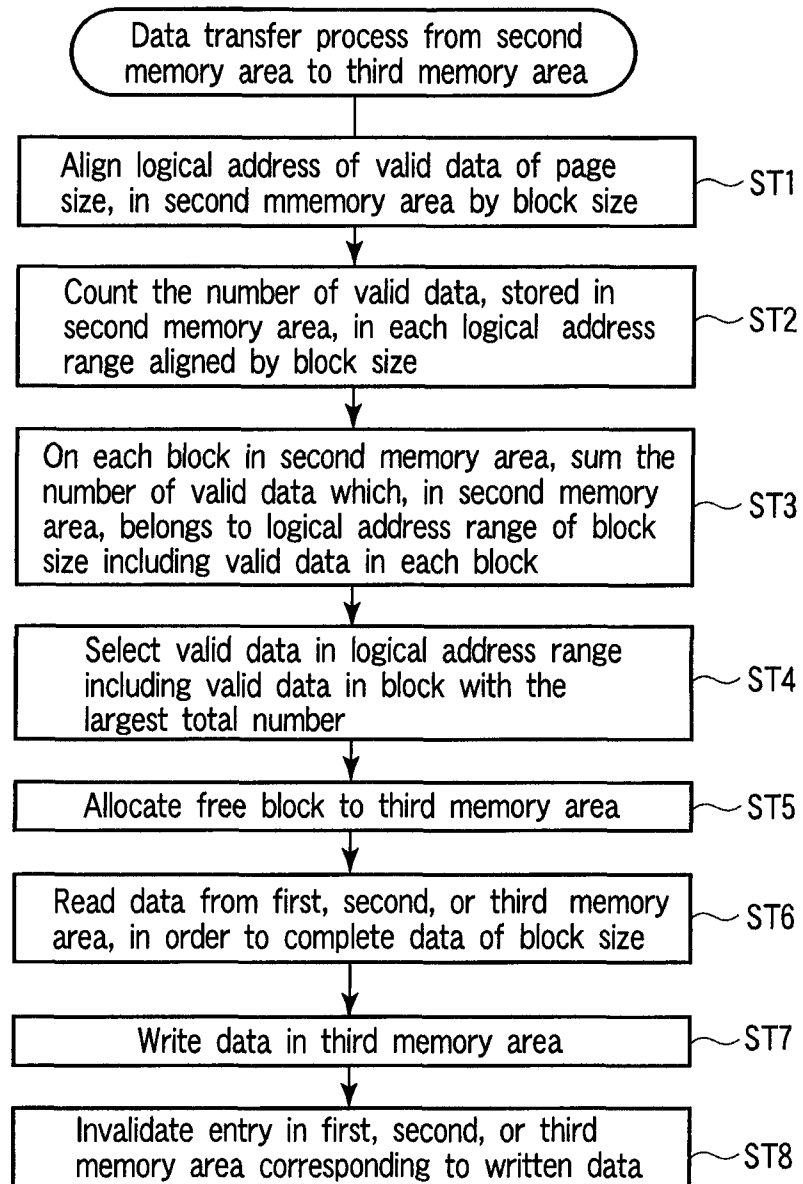 Data transfer process from second
memory area to third memory area
Align logical address of valid data of page
size, in second mmemory area by block size
ST1
Count the number of valid data, stored in
second memory area, in each logical address
range aligned by block size
ST2
On each block in second memory area, sum the
number of valid data which, in second memory
area, belongs to logical address range of block
size including valid data in each block
ST3
Select valid data in logical address range
including valid data in block with the
largest total number
ST4
Allocate free block to third memory area
ST5
Read data from first, second, or third memory
area, in order to complete data of block size
ST6
Write data in third memory area
ST7
Invalidate entry in first, second, or third
memory area corresponding to written data
ST8